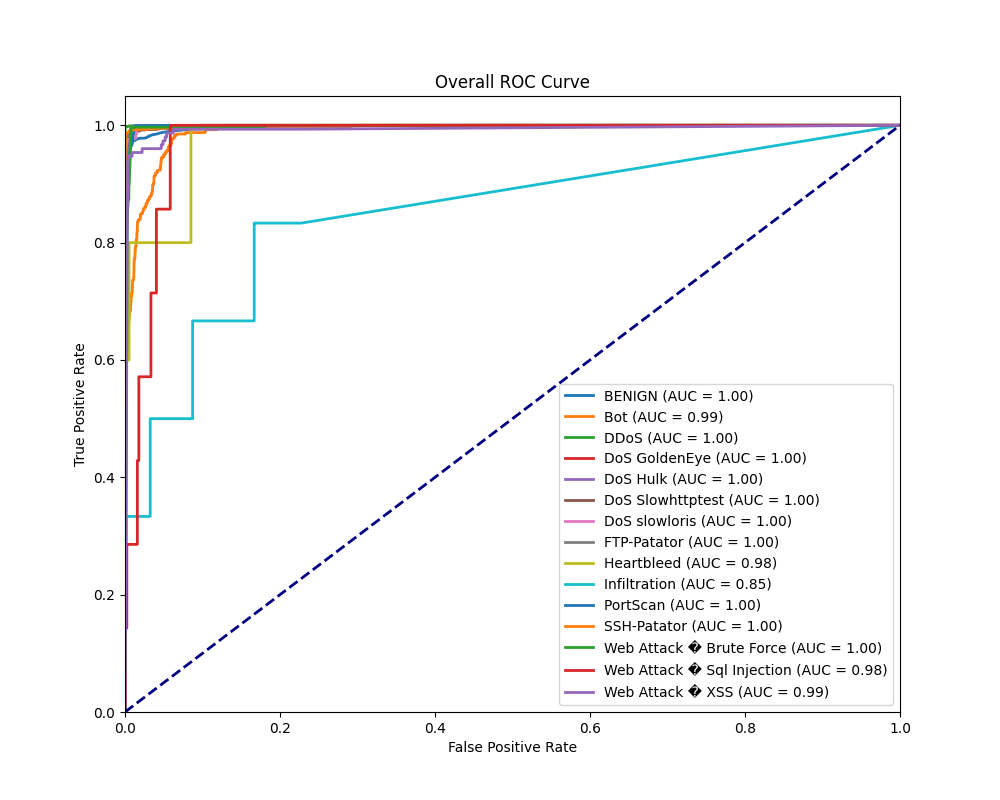 Overall ROC Curve
True Positive Rate
1.0
0.8
0.6
0.4
0.2
0.0
BENIGN (AUC = 1.00)
Bot (AUC = 0.99)
DDoS (AUC = 1.00)
DoS GoldenEye (AUC = 1.00)
DoS Hulk (AUC = 1.00)
DoS Slowhttptest (AUC = 1.00)
DoS slowloris (AUC = 1.00)
FTP-Patator (AUC = 1.00)
Heartbleed (AUC = 0.98)
Infiltration (AUC = 0.85)
PortScan (AUC = 1.00)
SSH-Patator (AUC = 1.00)
Web Attack � Brute Force (AUC = 1.00)
Web Attack � Sql Injection (AUC = 0.98)
Web Attack � XSS (AUC = 0.99)
0.0 0.2 0.4 0.6 0.8 1.0
False Positive Rate